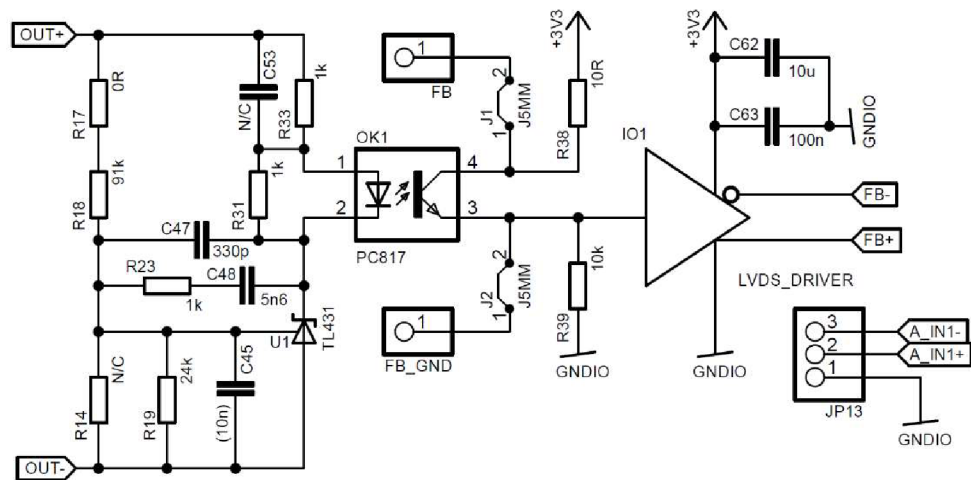 OUT+
R17
0R
R18
91k
C53
N/C
R33
1k
R31
1k
C47
330p
R23
1k
C48
5n6
U1
TL431
R14
N/C
R19
24k
C45
(10n)
OUT-
OK1
1
2
4
3
PC817
1
FB
2
J1
1
J5MM
2
J2
1
J5MM
1
FB_GND
+3V3
10R
R38
10k
R39
GNDIO
IO1
+3V3
C62
10u
C63
100n
GNDIO
FB-
FB+
LVDS_DRIVER
GNDIO
3
2
1
A_IN1-
A_IN1+
JP13
GNDIO